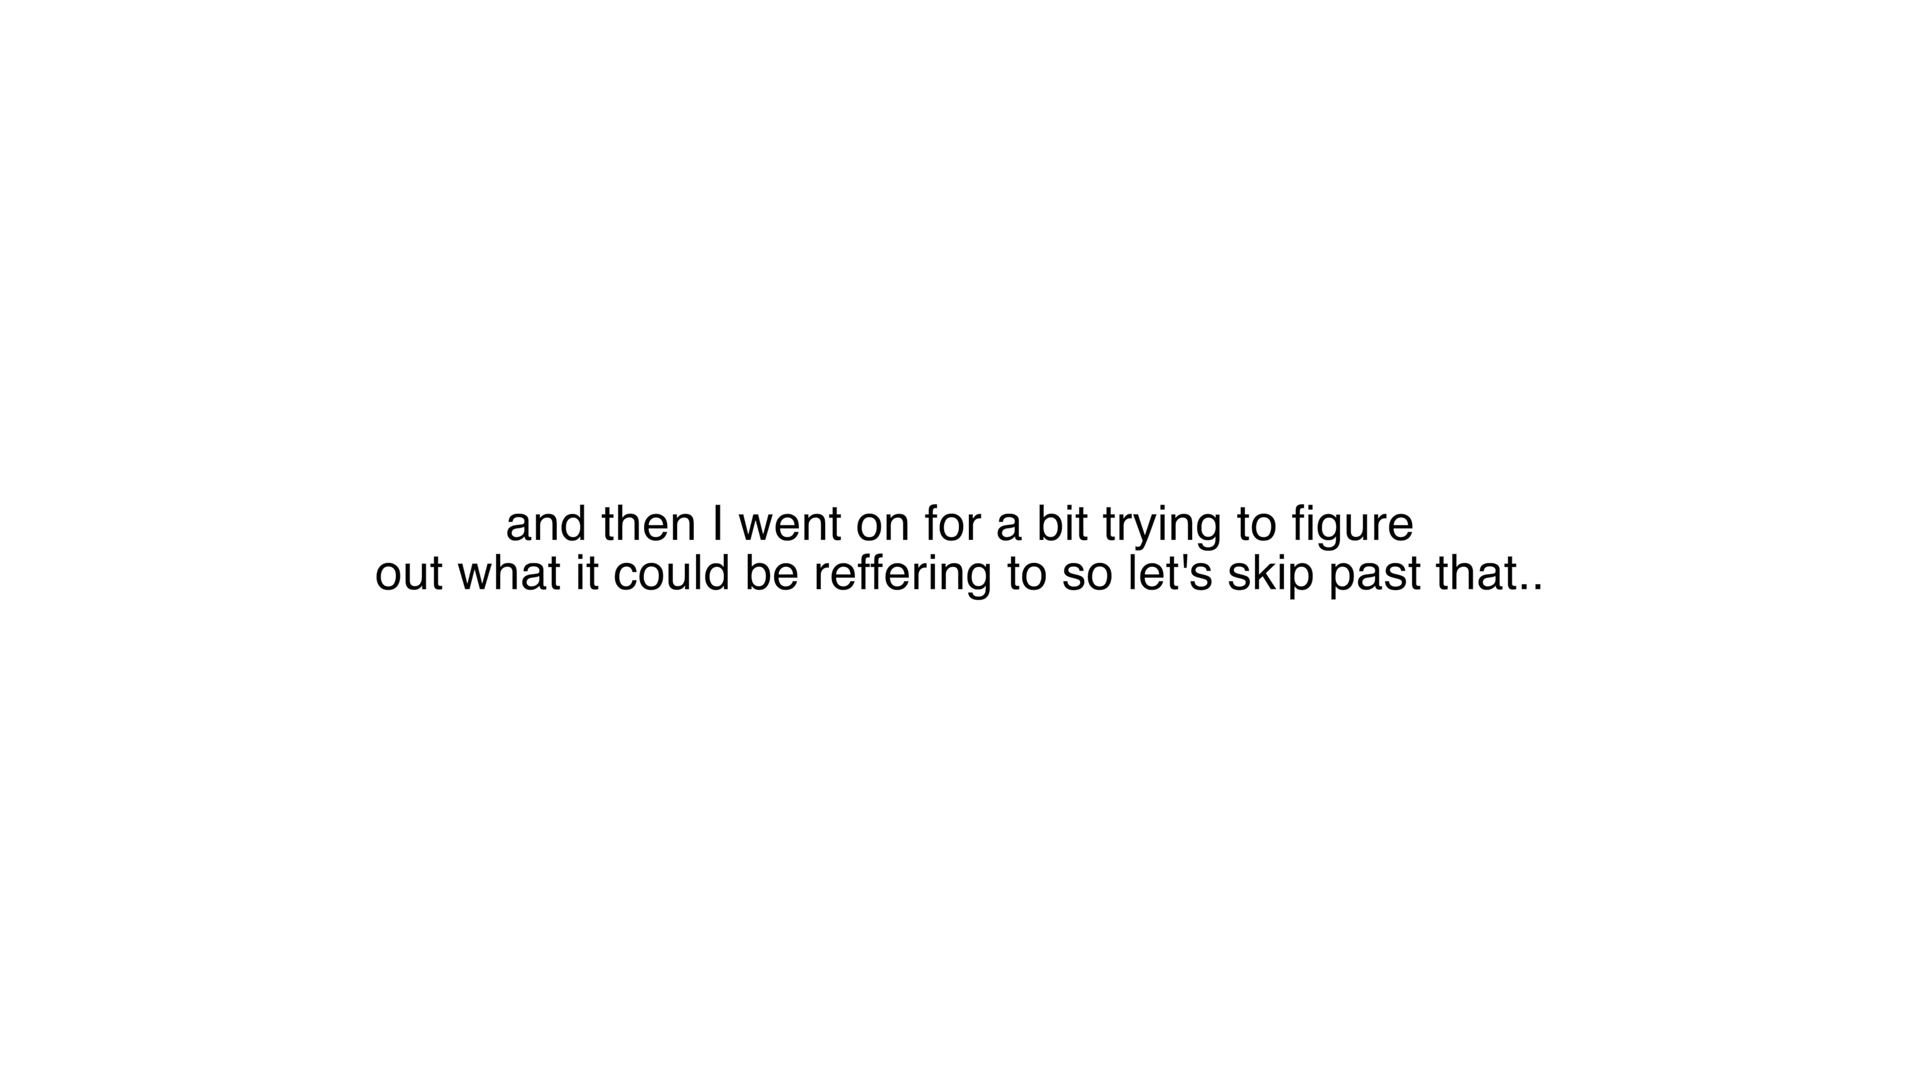 and then I went on for a bit trying to figure
out what it could be reffering to so let's skip past that..